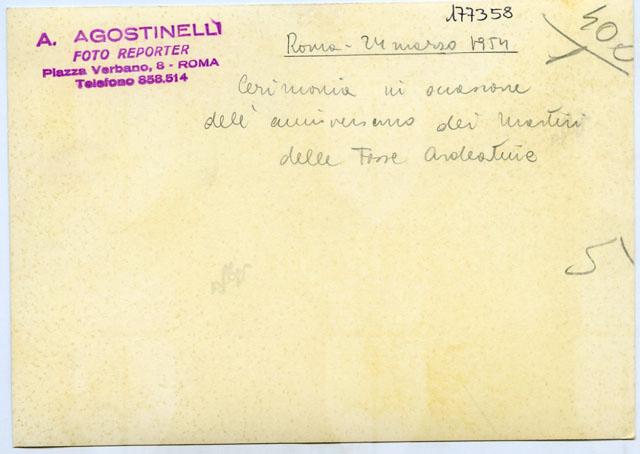 A. AGOSTINELLI
FOTO REPORTER
Piazza Verbano, 8 - ROMA
Telefono 858.514
177358
400
Roma - 24 marzo 1954
Cerimonia in occasione
dell'anniversario dei Martiri
delle Fosse Ardeatine